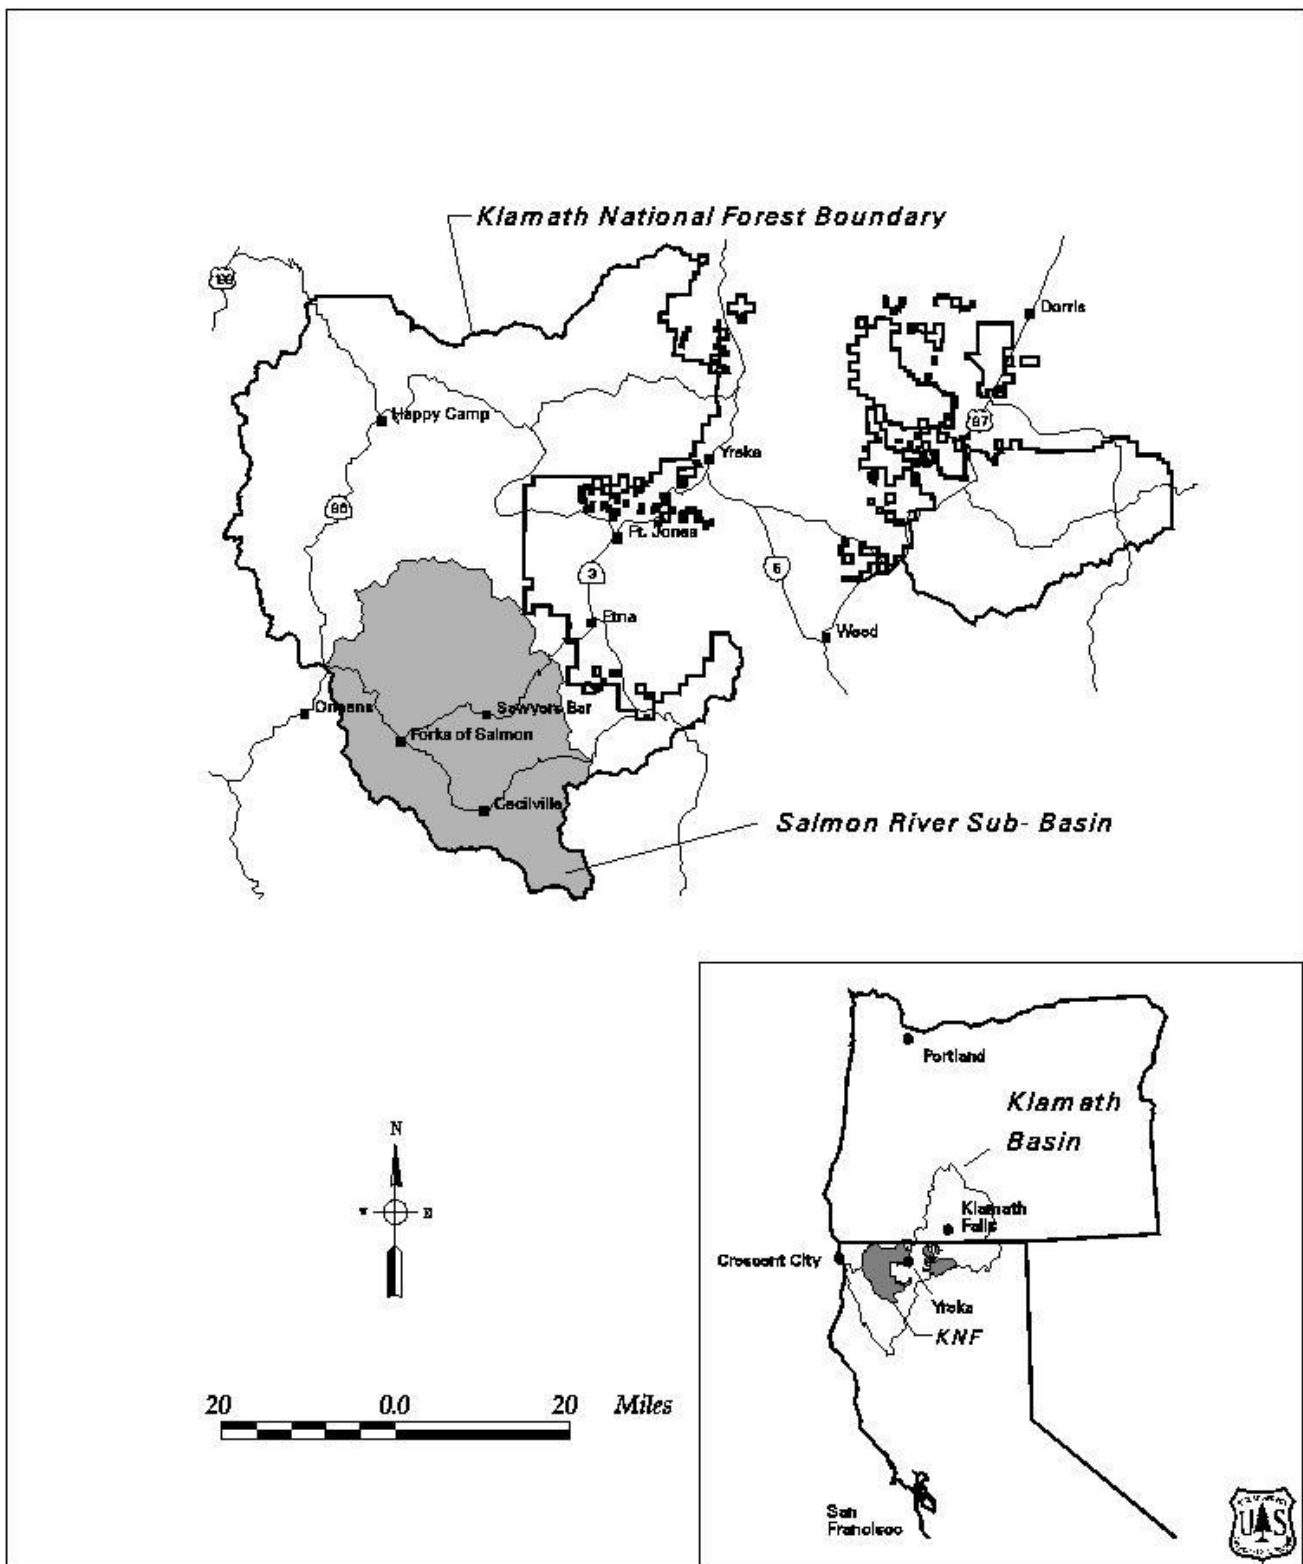 Klamath National Forest Boundary
199
Dorris
Happy Camp
97
Yreka
96
Ft. Jones
3
5
Etna
Weed
Orleans
Sawyers Bar
Forks of Salmon
Cecilville
Salmon River Sub- Basin
Portland
Klamath
Basin
Klamath
Falls
Crescent City
Yreka
KNF
San
Francisco
N
W E
20 0.0 20 Miles
U S